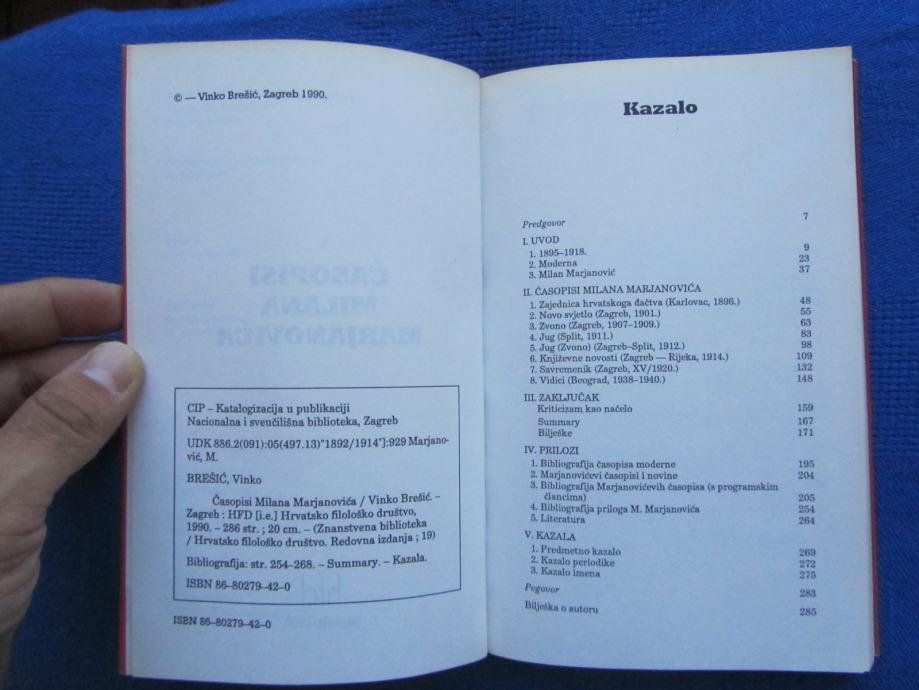 © — Vinko Brešić, Zagreb 1990.
ČASOPISI
MILANA
MARJANOVIĆA
CIP – Katalogizacija u publikaciji
Nacionalna i sveučilišna biblioteka, Zagreb
UDK 886.2(091):05(497.13)"1892/1914"]:929 Marjano-
vić, M.
BREŠIĆ, Vinko
Časopisi Milana Marjanovića / Vinko Brešić. –
Zagreb : HFD [i.e.] Hrvatsko filološko društvo,
1990. – 286 str. ; 20 cm. – (Znanstvena biblioteka
/ Hrvatsko filološko društvo. Redovna izdanja ; 19)
Bibliografija: str. 254–268. – Summary. – Kazala.
ISBN 86–80279–42–0
ISBN 86–80279–42–0
Kazalo
Predgovor 7
I. UVOD
1. 1895–1918. 9
2. Moderna 23
3. Milan Marjanović 37
II. ČASOPISI MILANA MARJANOVIĆA
1. Zajednica hrvatskoga đačtva (Karlovac, 1896.) 48
2. Novo svjetlo (Zagreb, 1901.) 55
3. Zvono (Zagreb, 1907–1909.) 63
4. Jug (Split, 1911.) 83
5. Jug (Zvono) (Zagreb–Split, 1912.) 98
6. Književne novosti (Zagreb — Rijeka, 1914.) 109
7. Savremenik (Zagreb, XV/1920.) 132
8. Vidici (Beograd, 1938–1940.) 148
III. ZAKLJUČAK
Kriticizam kao načelo 159
Summary 167
Bilješke 171
IV. PRILOZI
1. Bibliografija časopisa moderne 195
2. Marjanovićevi časopisi i novine 204
3. Bibliografija Marjanovićevih časopisa (s programskim
člancima) 205
4. Bibliografija priloga M. Marjanovića 254
5. Literatura 264
V. KAZALA
1. Predmetno kazalo 269
2. Kazalo periodike 272
3. Kazalo imena 275
Pogovor 283
Bilješka o autoru 285